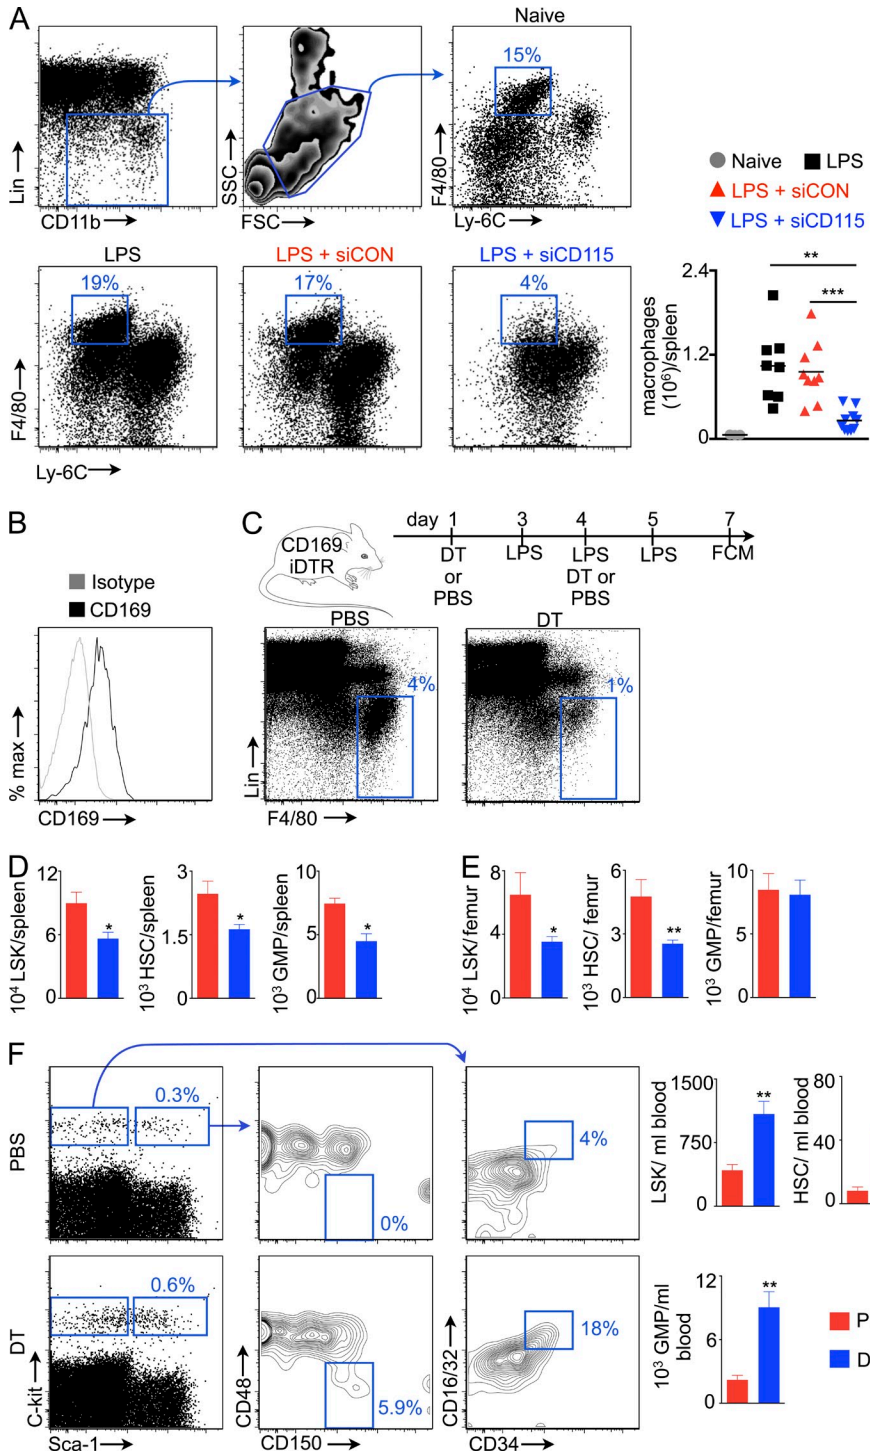 A
Naive
15%
Lin
CD11b
SSC
FSC
F4/80
Ly-6C
Naive
LPS
LPS + siCON
LPS + siCD115
LPS
LPS + siCON
LPS + siCD115
19%
17%
4%
F4/80
Ly-6C
macrophages
(10⁶)/spleen
2.4
1.2
0
**
***
B
Isotype
CD169
% max
CD169
C
CD169
iDTR
day 1 3 4 5 7
DT
or
PBS
LPS
LPS
DT or
PBS
LPS
FCM
PBS
DT
4%
1%
Lin
F4/80
D
10⁴ LSK/spleen
12
6
0
*
10³ HSC/spleen
3
1.5
0
*
10³ GMP/spleen
10
5
0
*
E
10⁴ LSK/ femur
8
4
0
*
10³ HSC/ femur
6
3
0
**
10³ GMP/femur
10
5
0
F
PBS
0.3%
0%
4%
LSK/ ml blood
1500
750
0
**
HSC/ ml blood
80
40
0
DT
0.6%
5.9%
18%
C-kit
Sca-1
CD48
CD150
CD16/32
CD34
10³ GMP/ml
blood
12
6
0
**
P
D